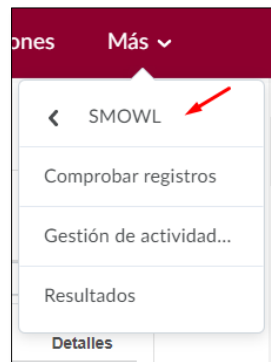 ones Más
SMOWL
Comprobar registros
Gestión de actividad...
Resultados
Detalles